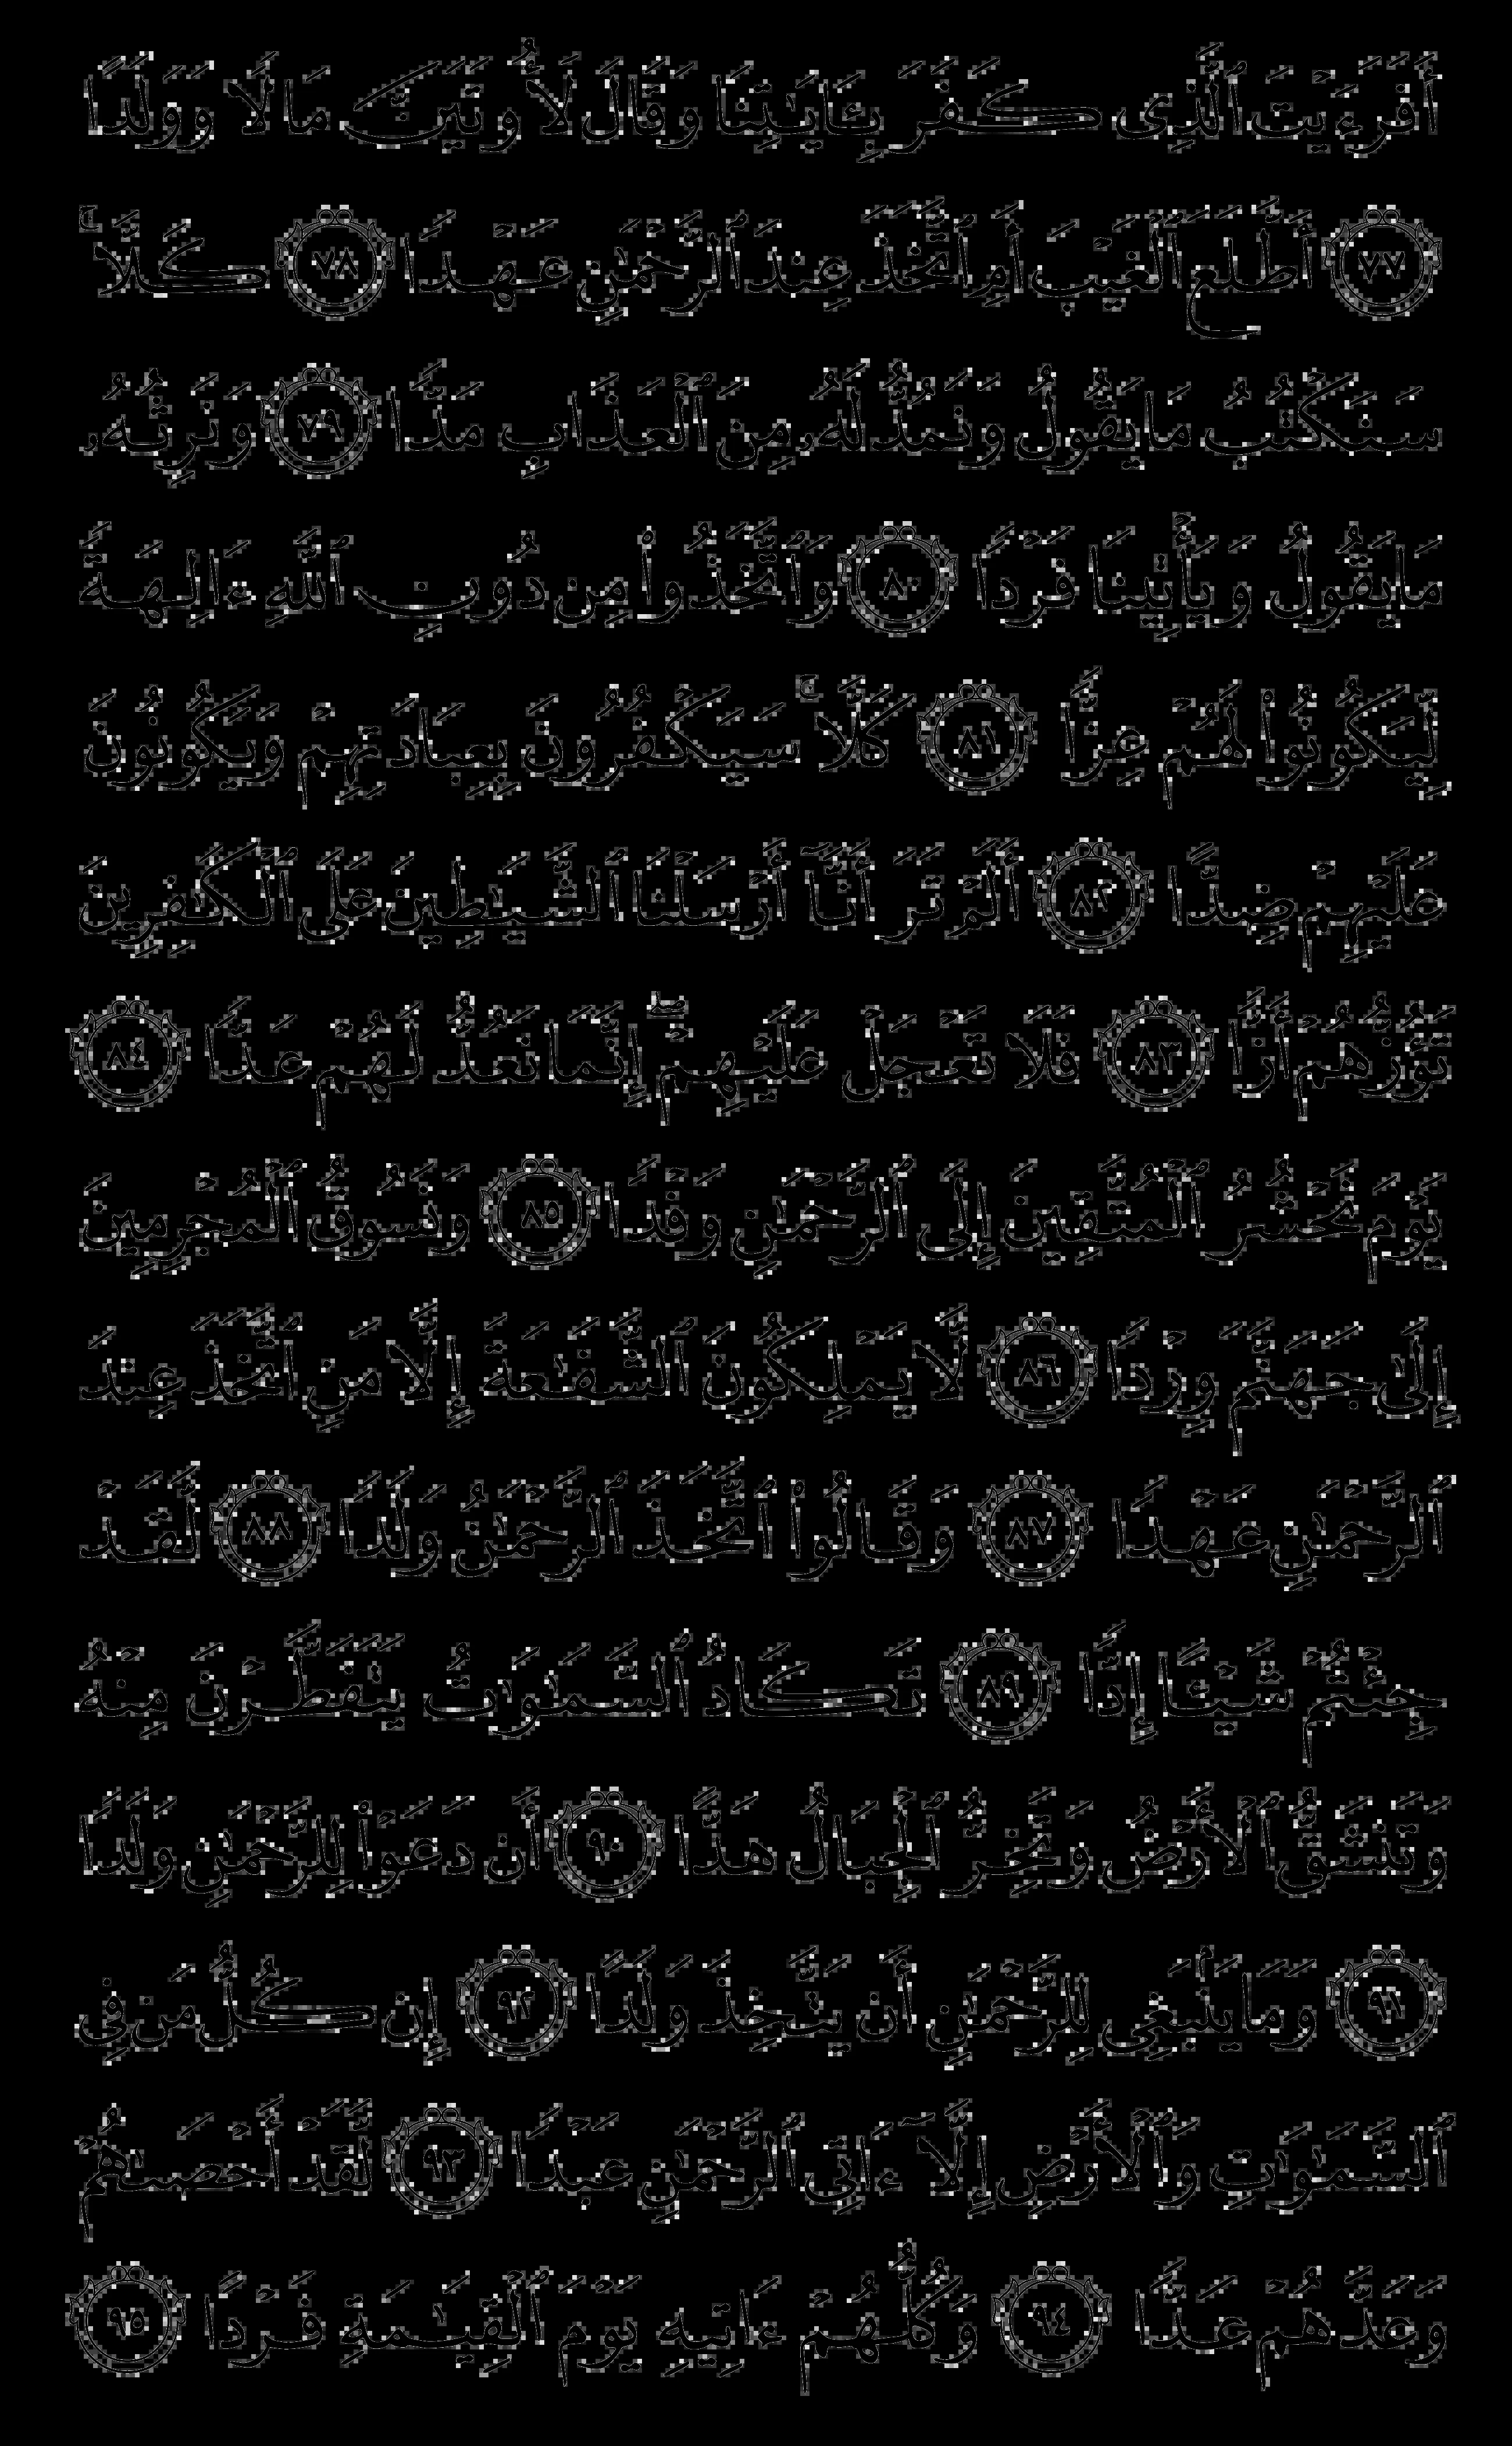 أَفَرَءَيْتَ ٱلَّذِى كَفَرَ بِـَٔايَـٰتِنَا وَقَالَ لَأُوتَيَنَّ مَالًا وَوَلَدًا
٧٧ أَطَّلَعَ ٱلْغَيْبَ أَمِ ٱتَّخَذَ عِندَ ٱلرَّحْمَـٰنِ عَهْدًا ٧٨ كَلَّا ۚ
سَنَكْتُبُ مَا يَقُولُ وَنَمُدُّ لَهُۥ مِنَ ٱلْعَذَابِ مَدًّا ٧٩ وَنَرِثُهُۥ
مَا يَقُولُ وَيَأْتِينَا فَرْدًا ٨٠ وَٱتَّخَذُوا۟ مِن دُونِ ٱللَّهِ ءَالِهَةً
لِّيَكُونُوا۟ لَهُمْ عِزًّا ٨١ كَلَّا ۚ سَيَكْفُرُونَ بِعِبَادَتِهِمْ وَيَكُونُونَ
عَلَيْهِمْ ضِدًّا ٨٢ أَلَمْ تَرَ أَنَّآ أَرْسَلْنَا ٱلشَّيَـٰطِينَ عَلَى ٱلْكَـٰفِرِينَ
تَؤُزُّهُمْ أَزًّا ٨٣ فَلَا تَعْجَلْ عَلَيْهِمْ ۖ إِنَّمَا نَعُدُّ لَهُمْ عَدًّا ٨٤
يَوْمَ نَحْشُرُ ٱلْمُتَّقِينَ إِلَى ٱلرَّحْمَـٰنِ وَفْدًا ٨٥ وَنَسُوقُ ٱلْمُجْرِمِينَ
إِلَىٰ جَهَنَّمَ وِرْدًا ٨٦ لَّا يَمْلِكُونَ ٱلشَّفَـٰعَةَ إِلَّا مَنِ ٱتَّخَذَ عِندَ
ٱلرَّحْمَـٰنِ عَهْدًا ٨٧ وَقَالُوا۟ ٱتَّخَذَ ٱلرَّحْمَـٰنُ وَلَدًا ٨٨ لَّقَدْ
جِئْتُمْ شَيْـًٔا إِدًّا ٨٩ تَكَادُ ٱلسَّمَـٰوَٰتُ يَتَفَطَّرْنَ مِنْهُ
وَتَنشَقُّ ٱلْأَرْضُ وَتَخِرُّ ٱلْجِبَالُ هَدًّا ٩٠ أَن دَعَوْا۟ لِلرَّحْمَـٰنِ وَلَدًا
٩١ وَمَا يَنۢبَغِى لِلرَّحْمَـٰنِ أَن يَتَّخِذَ وَلَدًا ٩٢ إِن كُلُّ مَن فِى
ٱلسَّمَـٰوَٰتِ وَٱلْأَرْضِ إِلَّآ ءَاتِى ٱلرَّحْمَـٰنِ عَبْدًا ٩٣ لَّقَدْ أَحْصَىٰهُمْ
وَعَدَّهُمْ عَدًّا ٩٤ وَكُلُّهُمْ ءَاتِيهِ يَوْمَ ٱلْقِيَـٰمَةِ فَرْدًا ٩٥